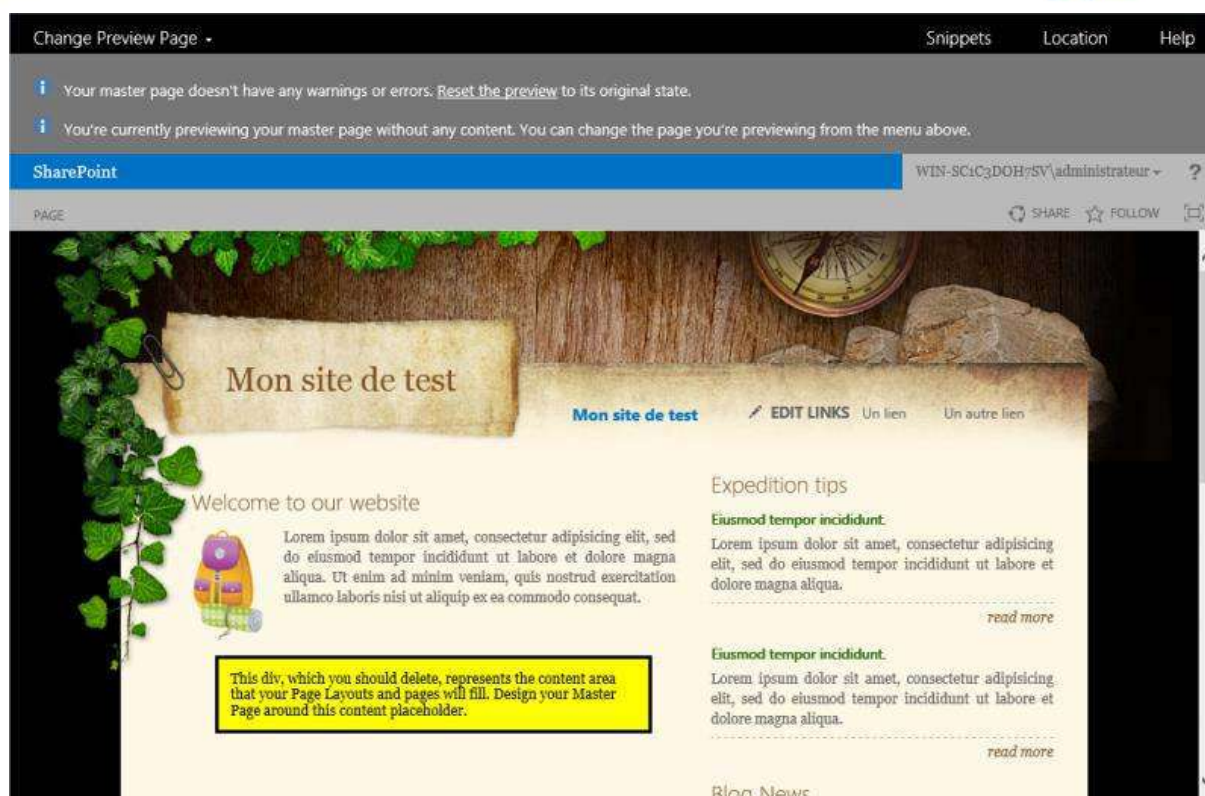 Change Preview Page
Snippets Location Help
Your master page doesn't have any warnings or errors. Reset the preview to its original state.
You're currently previewing your master page without any content. You can change the page you're previewing from the menu above.
SharePoint
WIN-SC1C3DOH7SV\administrateur ?
PAGE
SHARE FOLLOW
Mon site de test
Mon site de test EDIT LINKS Un lien Un autre lien
Welcome to our website
Lorem ipsum dolor sit amet, consectetur adipisicing elit, sed
do eiusmod tempor incididunt ut labore et dolore magna
aliqua. Ut enim ad minim veniam, quis nostrud exercitation
ullamco laboris nisi ut aliquip ex ea commodo consequat.
This div, which you should delete, represents the content area
that your Page Layouts and pages will fill. Design your Master
Page around this content placeholder.
Expedition tips
Eiusmod tempor incididunt.
Lorem ipsum dolor sit amet, consectetur adipisicing
elit, sed do eiusmod tempor incididunt ut labore et
dolore magna aliqua.
read more
Eiusmod tempor incididunt.
Lorem ipsum dolor sit amet, consectetur adipisicing
elit, sed do eiusmod tempor incididunt ut labore et
dolore magna aliqua.
read more
Blog News